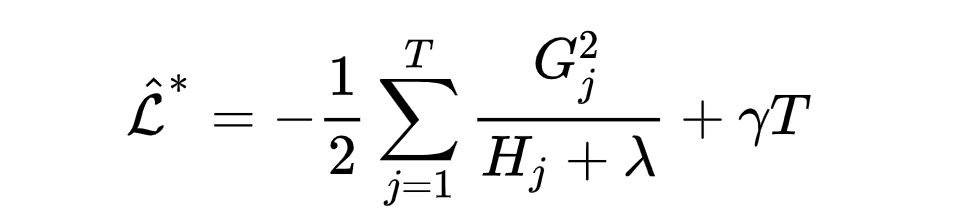 $$\hat{\mathcal{L}}^* = -\frac{1}{2} \sum_{j=1}^{T} \frac{G_j^2}{H_j + \lambda} + \gamma T$$